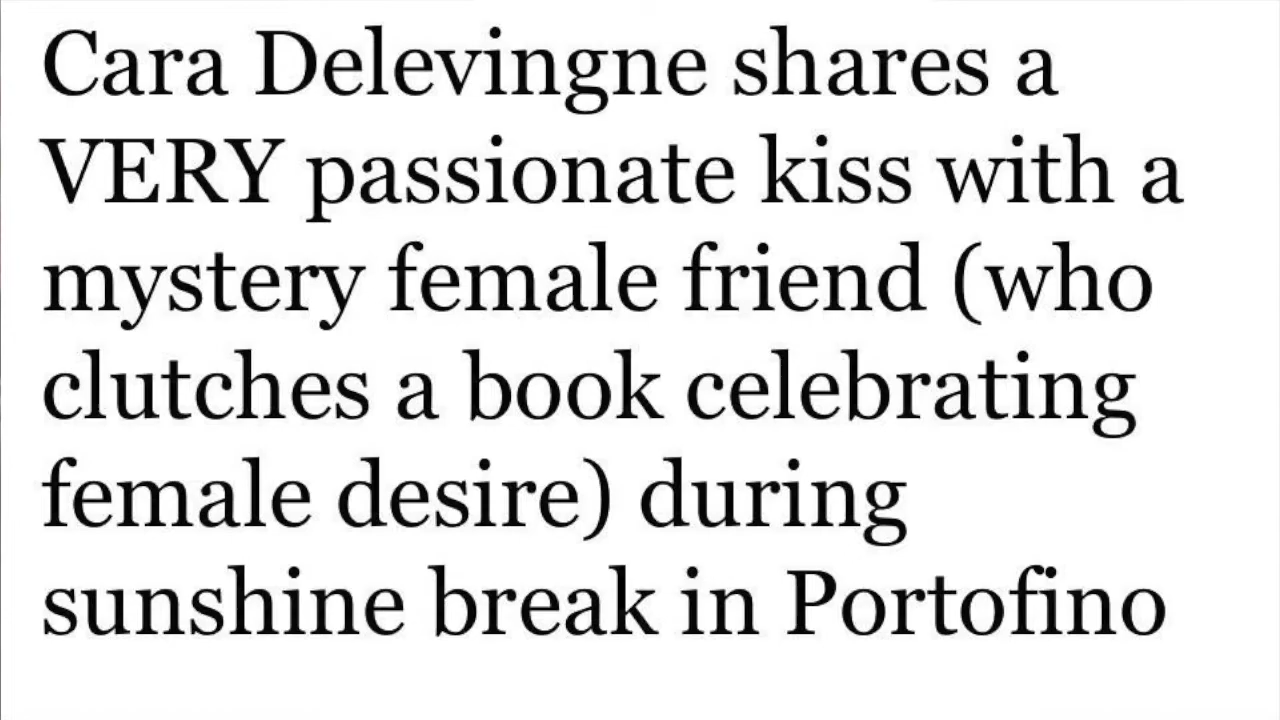 Cara Delevingne shares a
VERY passionate kiss with a
mystery female friend (who
clutches a book celebrating
female desire) during
sunshine break in Portofino